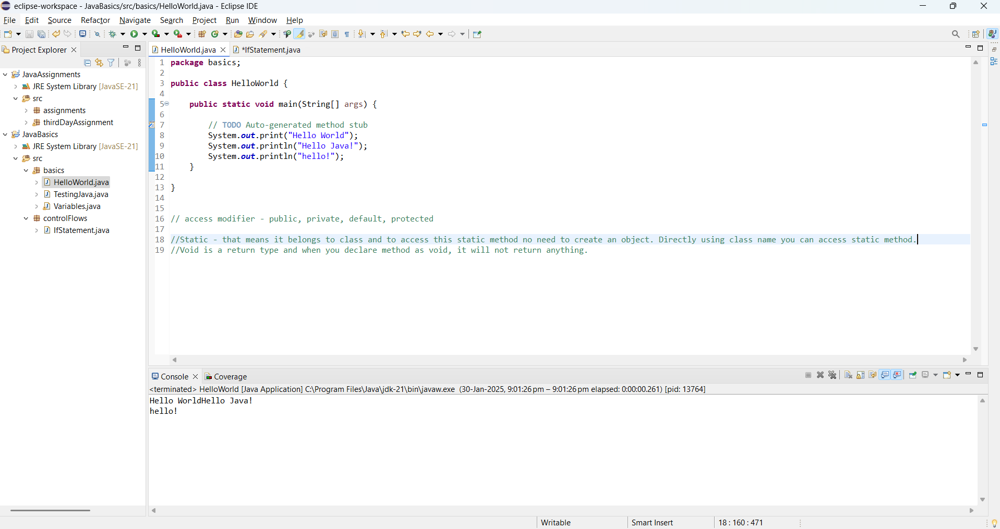 eclipse-workspace - JavaBasics/src/basics/HelloWorld.java - Eclipse IDE
File Edit Source Refactor Navigate Search Project Run Window Help
Project Explorer
JavaAssignments
JRE System Library [JavaSE-21]
src
assignments
thirdDayAssignment
JavaBasics
JRE System Library [JavaSE-21]
src
basics
HelloWorld.java
TestingJava.java
Variables.java
controlFlows
IfStatement.java
HelloWorld.java *IfStatement.java
1 package basics;
2
3 public class HelloWorld {
4
5 public static void main(String[] args) {
6
7 // TODO Auto-generated method stub
8 System.out.print("Hello World");
9 System.out.println("Hello Java!");
10 System.out.println("hello!");
11 }
12
13 }
14
15
16 // access modifier - public, private, default, protected
17
18 //Static - that means it belongs to class and to access this static method no need to create an object. Directly using class name you can access static method.
19 //Void is a return type and when you declare method as void, it will not return anything.
Console Coverage
<terminated> HelloWorld [Java Application] C:\Program Files\Java\jdk-21\bin\javaw.exe (30-Jan-2025, 9:01:26 pm – 9:01:26 pm elapsed: 0:00:00.261) [pid: 13764]
Hello WorldHello Java!
hello!
Writable Smart Insert 18 : 160 : 471